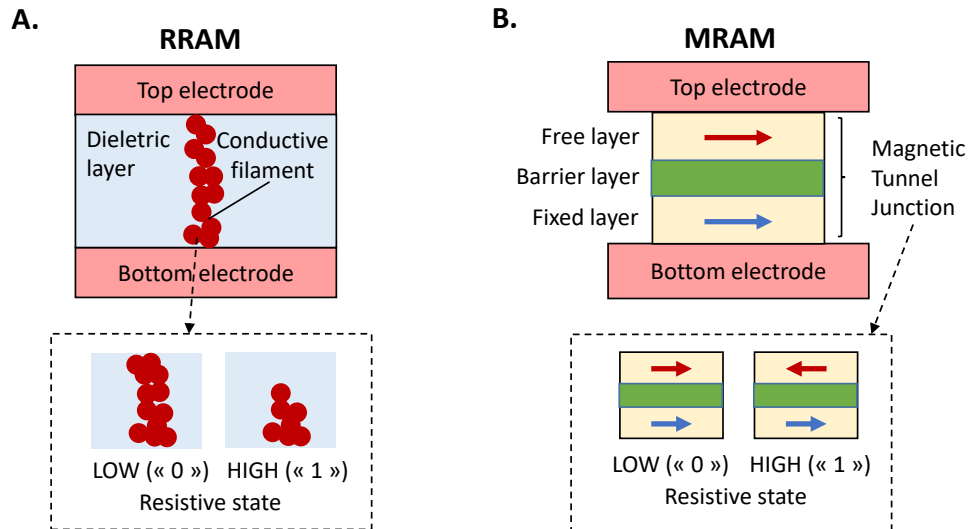 A.
RRAM
Top electrode
Dieletric
layer
Conductive
filament
Bottom electrode
LOW (« 0 »)
HIGH (« 1 »)
Resistive state
B.
MRAM
Top electrode
Free layer
Barrier layer
Fixed layer
Magnetic
Tunnel
Junction
Bottom electrode
LOW (« 0 »)
HIGH (« 1 »)
Resistive state